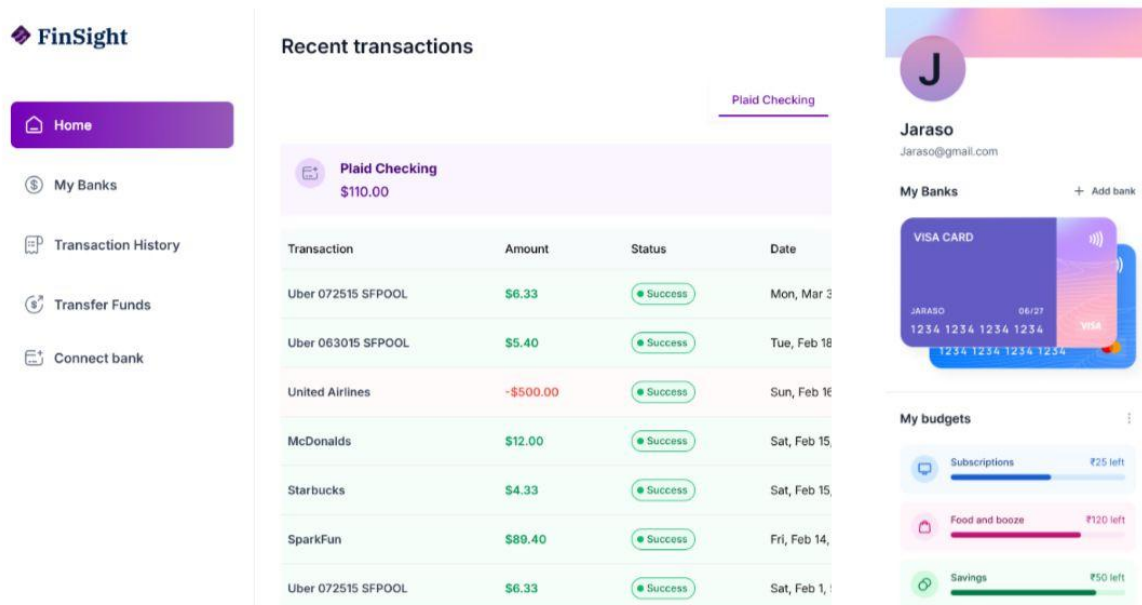 FinSight
Home
My Banks
Transaction History
Transfer Funds
Connect bank
Recent transactions
Plaid Checking
Plaid Checking
$110.00
Transaction Amount Status Date
Uber 072515 SFPOOL $6.33 Success Mon, Mar 3
Uber 063015 SFPOOL $5.40 Success Tue, Feb 18
United Airlines -$500.00 Success Sun, Feb 16
McDonalds $12.00 Success Sat, Feb 15,
Starbucks $4.33 Success Sat, Feb 15,
SparkFun $89.40 Success Fri, Feb 14,
Uber 072515 SFPOOL $6.33 Success Sat, Feb 1,
J
Jaraso
Jaraso@gmail.com
My Banks + Add bank
VISA CARD
JARASO 06/27
1234 1234 1234 1234
VISA
1234 1234 1234 1234
My budgets
Subscriptions ₹25 left
Food and booze ₹120 left
Savings ₹50 left